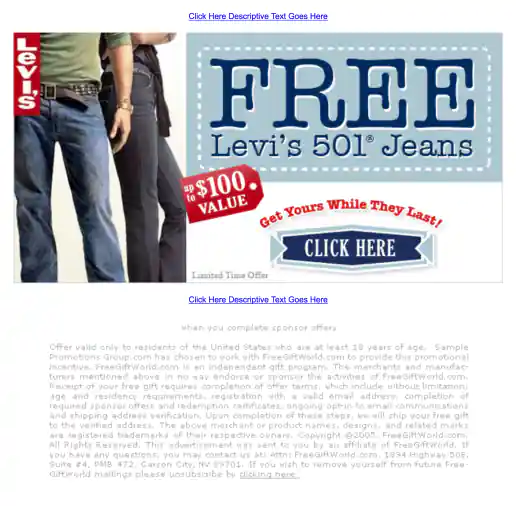 Click Here Descriptive Text Goes Here
Levi's
FREE
Levi's 501® Jeans
up to $100 VALUE
Get Yours While They Last!
CLICK HERE
Limited Time Offer
Click Here Descriptive Text Goes Here
when you complete sponsor offers
Offer valid only to residents of the United States who are at least 18 years of age. Sample
Promotions Group.com has chosen to work with FreeGiftWorld.com to provide this promotional
incentive. FreeGiftWorld.com is an independent gift program. The merchants and manufac-
turers mentioned above in no way endorse or sponsor the activities of FreeGiftWorld.com.
Receipt of your free gift requires completion of offer terms, which include without limitation:
age and residency requirements, registration with a valid email address, completion of
required sponsor offers and redemption certificates, ongoing opt-in to email communications
and shipping address verification. Upon completion of these steps, we will ship your free gift
to the verified address. The above merchant or product names, designs, and related marks
are registered trademarks of their respective owners. Copyright ©2005. FreeGiftWorld.com.
All Rights Reserved. This advertisement was sent to you by an affiliate of FreeGiftWorld. If
you have any questions, you may contact us at: Attn: FreeGiftWorld.com, 1894 Highway 50E,
Suite #4, PMB 472, Carson City, NV 89701. If you wish to remove yourself from future Free-
GiftWorld mailings please unsubscribe by clicking here.